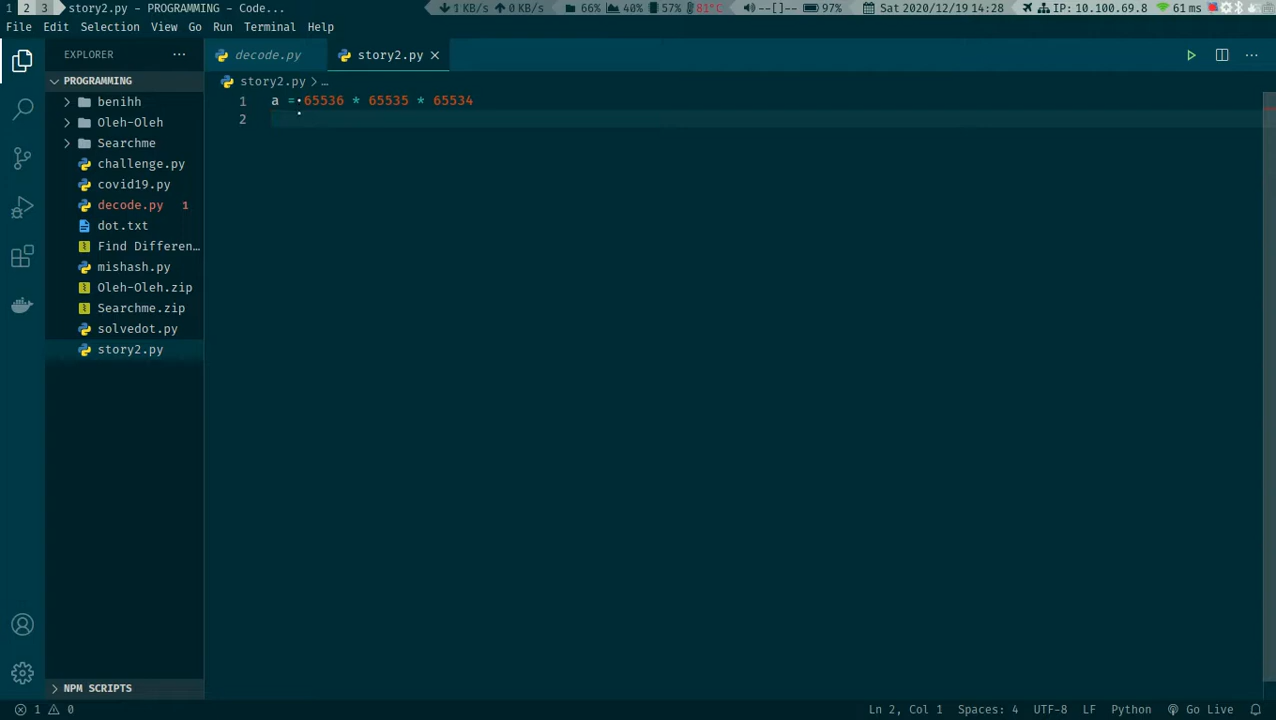 1 2 3 story2.py - PROGRAMMING - Code... 1 KB/s 0 KB/s 66% 40% 57% 81°C --[]-- 97% Sat 2020/12/19 14:28 IP: 10.100.69.8 61 ms
File Edit Selection View Go Run Terminal Help
EXPLORER ... decode.py story2.py
PROGRAMMING story2.py > ...
benihh 1 a = 65536 * 65535 * 65534
Oleh-Oleh 2
Searchme
challenge.py
covid19.py
decode.py 1
dot.txt
Find Differen...
mishash.py
Oleh-Oleh.zip
Searchme.zip
solvedot.py
story2.py
NPM SCRIPTS
1 0 Ln 2, Col 1 Spaces: 4 UTF-8 LF Python Go Live